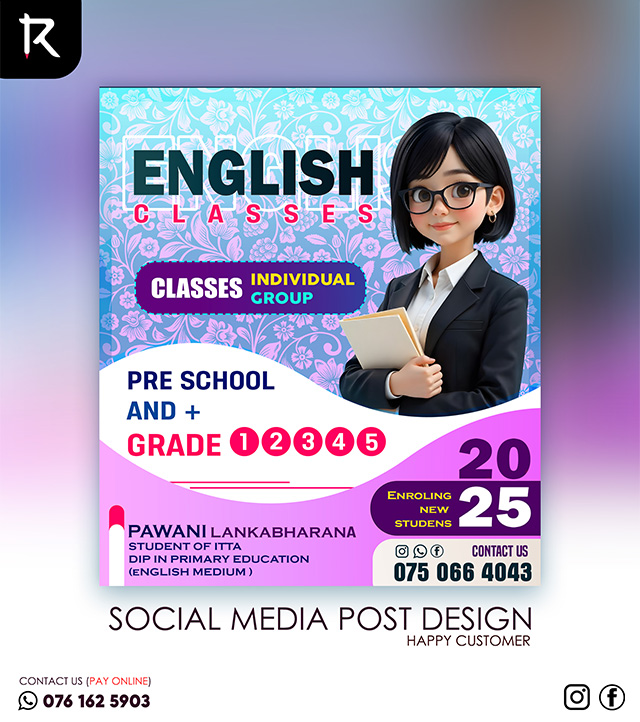 R
ENGLISH
CLASSES
CLASSES INDIVIDUAL
GROUP
PRE SCHOOL
AND +
GRADE 1 2 3 4 5
20
25
ENROLING
NEW
STUDENS
PAWANI LANKABHARANA
STUDENT OF ITTA
DIP IN PRIMARY EDUCATION
(eNGLISH MEDIUM )
CONTACT US
075 066 4043
SOCIAL MEDIA POST DESIGN
HAPPY CUSTOMER
CONTACT US (PAY ONLINE)
076 162 5903